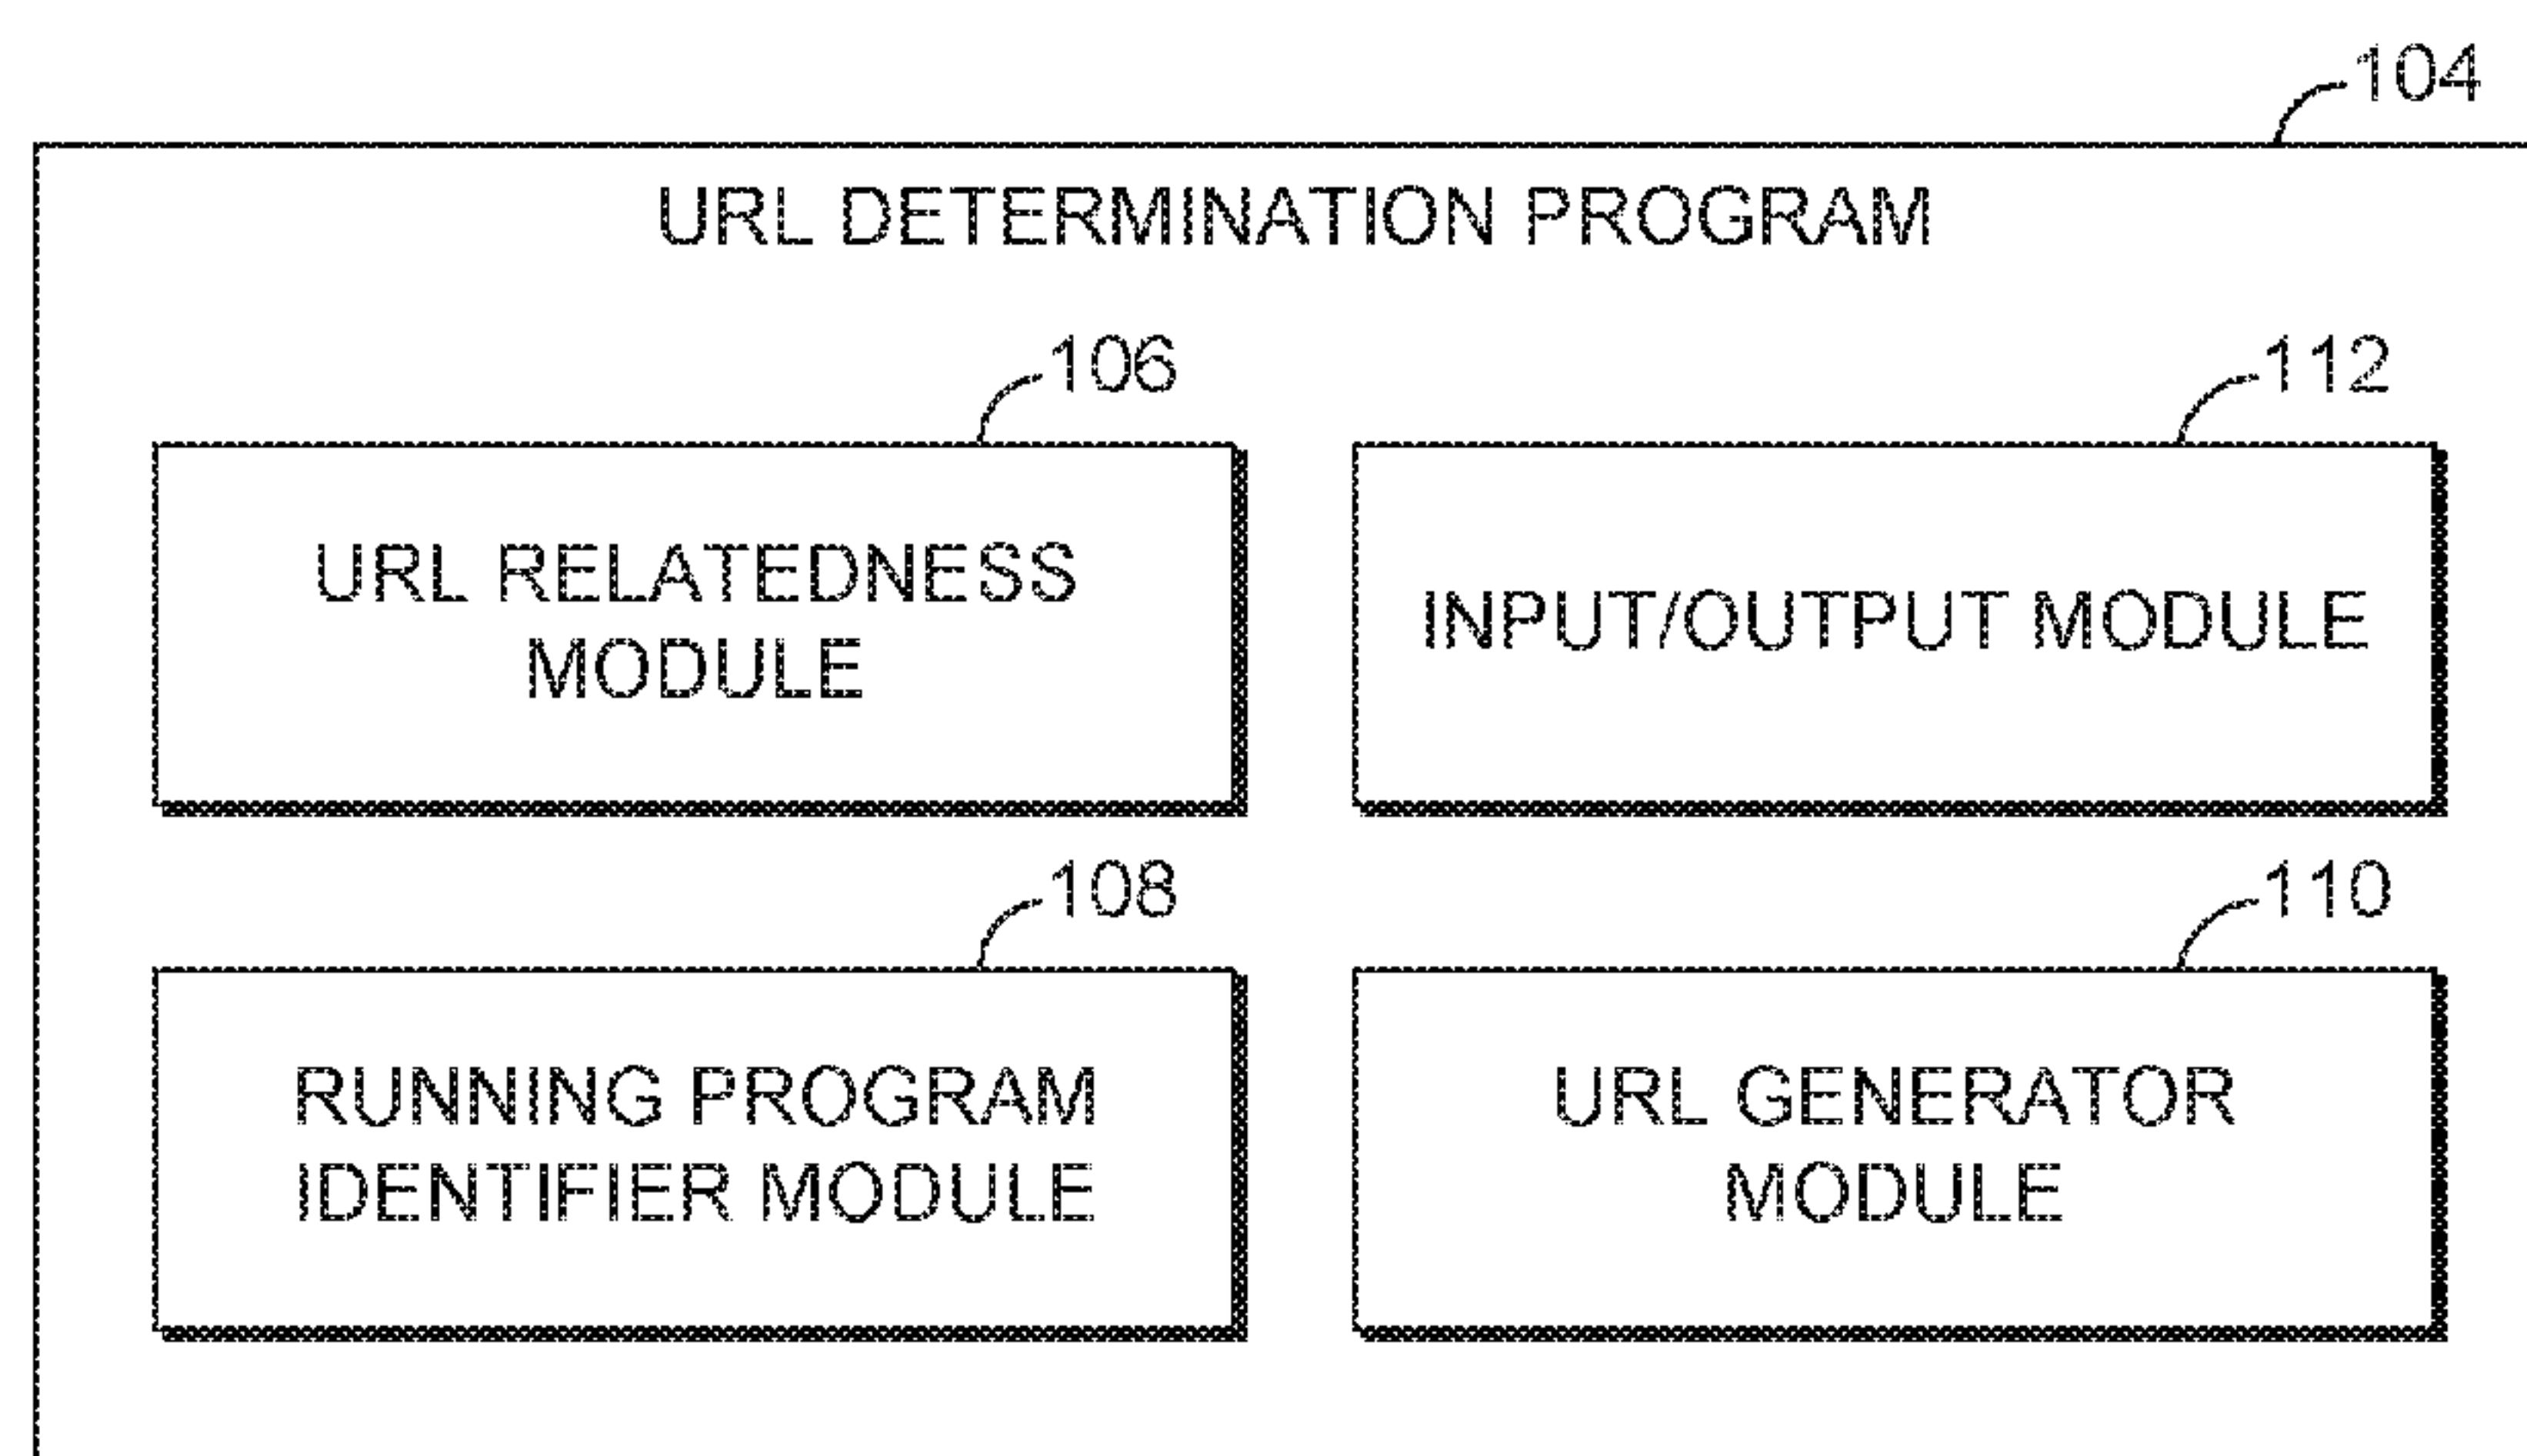 104
URL DETERMINATION PROGRAM
106
112
URL RELATEDNESS
MODULE
INPUT/OUTPUT MODULE
108
110
RUNNING PROGRAM
IDENTIFIER MODULE
URL GENERATOR
MODULE